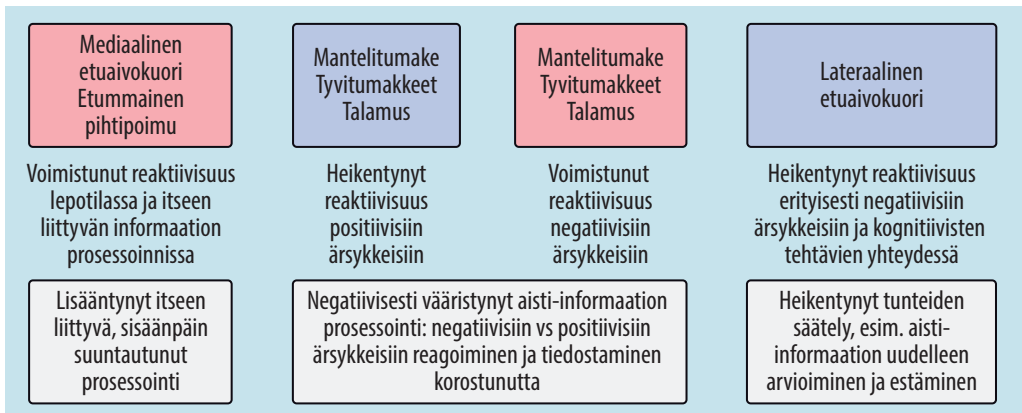 Mediaalinen
etuaivokuori
Etummainen
pihtipoimu
Voimistunut reaktiivisuus
lepotilassa ja itseen
liittyvän informaation
prosessoinnissa
Lisääntynyt itseen
liittyvä, sisäänpäin
suuntautunut
prosessointi
Mantelitumake
Tyvitumakkeet
Talamus
Heikentynyt
reaktiivisuus
positiivisiin
ärsykkeisiin
Mantelitumake
Tyvitumakkeet
Talamus
Voimistunut
reaktiivisuus
negatiivisiin
ärsykkeisiin
Negatiivisesti vääristynyt aisti-informaation
prosessointi: negatiivisiin vs positiivisiin
ärsykkeisiin reagoiminen ja tiedostaminen
korostunutta
Lateraalinen
etuaivokuori
Heikentynyt reaktiivisuus
erityisesti negatiivisiin
ärsykkeisiin ja kognitiivisten
tehtävien yhteydessä
Heikentynyt tunteiden
säätely, esim. aisti-
informaation uudelleen
arvioiminen ja estäminen